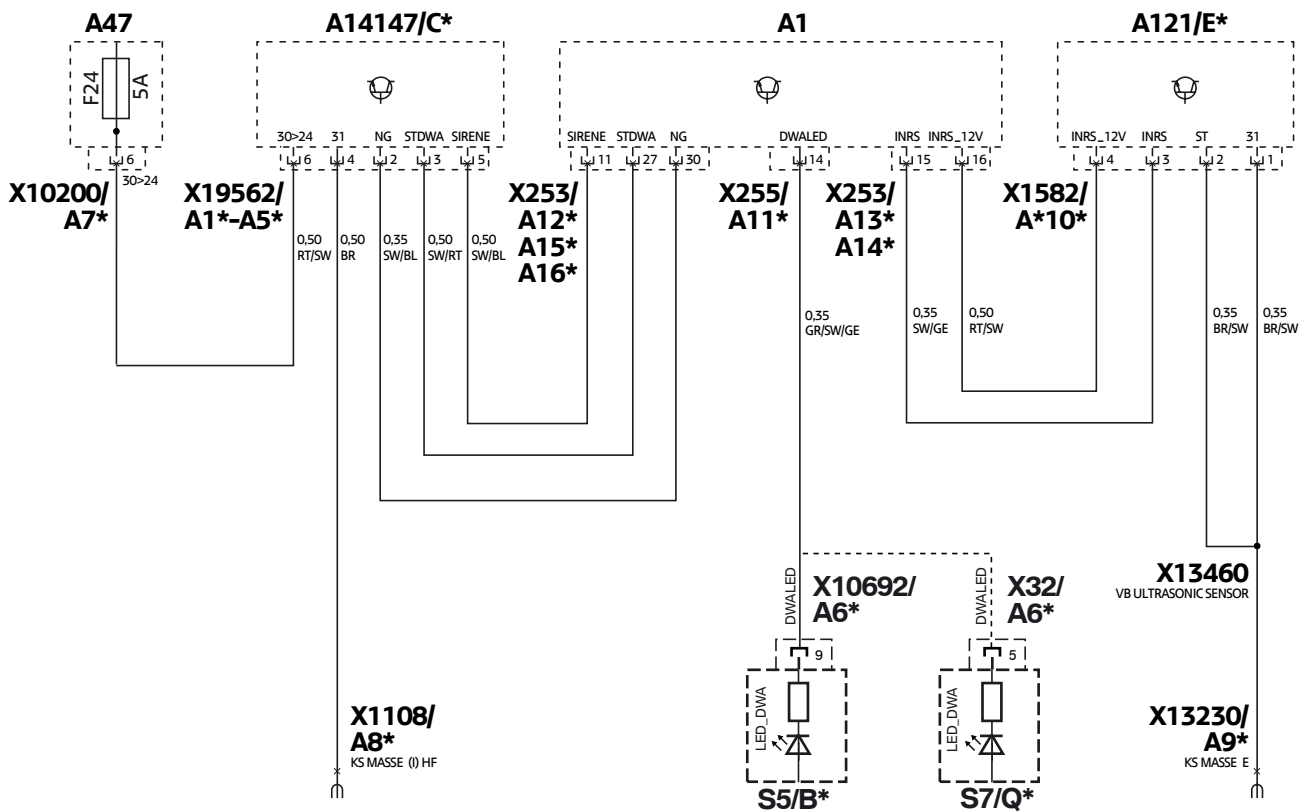 A47
A14147/C*
A1
A121/E*
F24
5A
30>24 31 NG STDWA SIRENE
SIRENE STDWA NG DWALED INRS INRS_12V
INRS_12V INRS ST 31
6
6 4 2 3 5
11 27 30
14
15 16
4 3 2 1
30>24
X10200/
A7*
X19562/
A1*-A5*
X253/
A12*
A15*
A16*
X255/
A11*
X253/
A13*
A14*
X1582/
A*10*
0,50
RT/SW
0,50
BR
0,35
SW/BL
0,50
SW/RT
0,50
SW/BL
0,35
GR/SW/GE
0,35
SW/GE
0,50
RT/SW
0,35
BR/SW
0,35
BR/SW
DWALED
X10692/
A6*
DWALED
X32/
A6*
X13460
VB ULTRASONIC SENSOR
9
5
LED_DWA
LED_DWA
X1108/
A8*
KS MASSE (I) HF
X13230/
A9*
KS MASSE E
S5/B*
S7/Q*